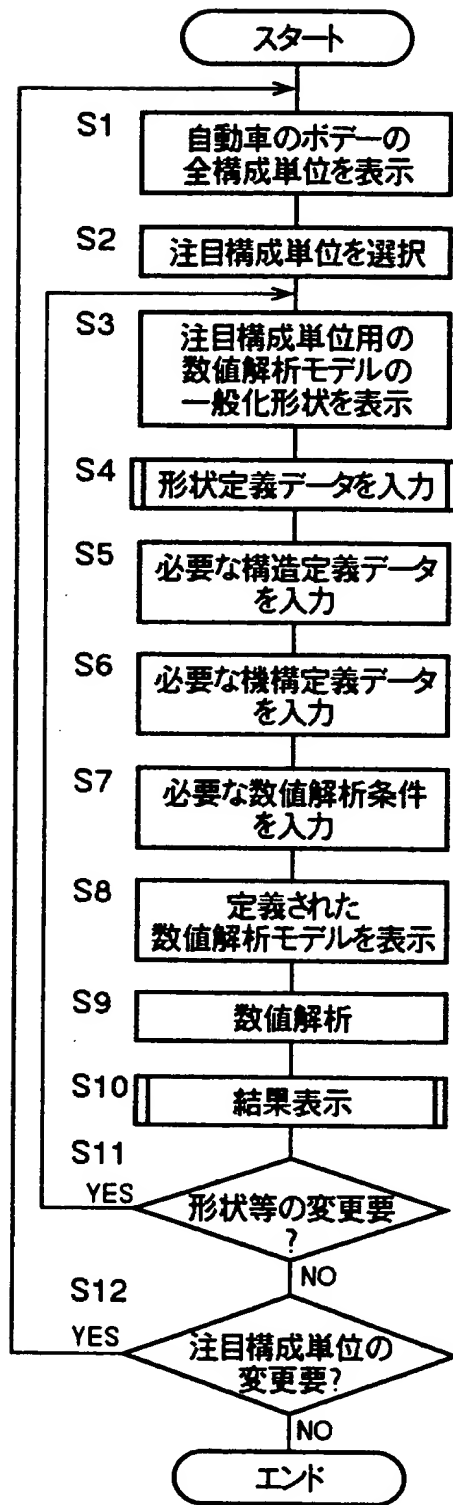 スタート
S1
自動車のボデーの
全構成単位を表示
S2
注目構成単位を選択
S3
注目構成単位用の
数値解析モデルの
一般化形状を表示
S4
形状定義データを入力
S5
必要な構造定義データ
を入力
S6
必要な機構定義データ
を入力
S7
必要な数値解析条件
を入力
S8
定義された
数値解析モデルを表示
S9
数値解析
S10
結果表示
S11
YES
形状等の変更要
?
NO
S12
YES
注目構成単位の
変更要?
NO
エンド